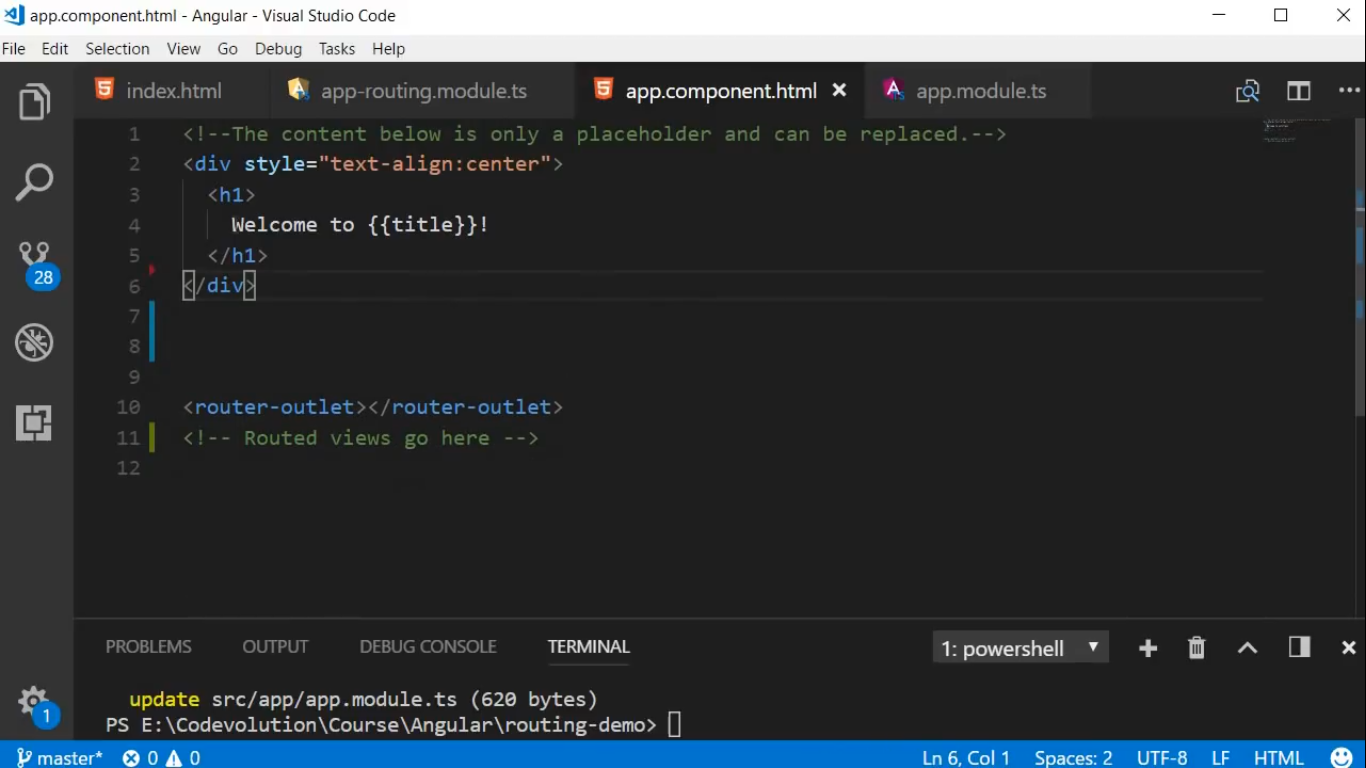 app.component.html - Angular - Visual Studio Code
File Edit Selection View Go Debug Tasks Help
index.html app-routing.module.ts app.component.html app.module.ts
1 <!--The content below is only a placeholder and can be replaced.-->
2 <div style="text-align:center">
3 <h1>
4 Welcome to {{title}}!
5 </h1>
6 </div>
7
8
9
10 <router-outlet></router-outlet>
11 <!-- Routed views go here -->
12
28
PROBLEMS OUTPUT DEBUG CONSOLE TERMINAL 1: powershell
update src/app/app.module.ts (620 bytes)
PS E:\Codevolution\Course\Angular\routing-demo>
1
master* 0 0 Ln 6, Col 1 Spaces: 2 UTF-8 LF HTML